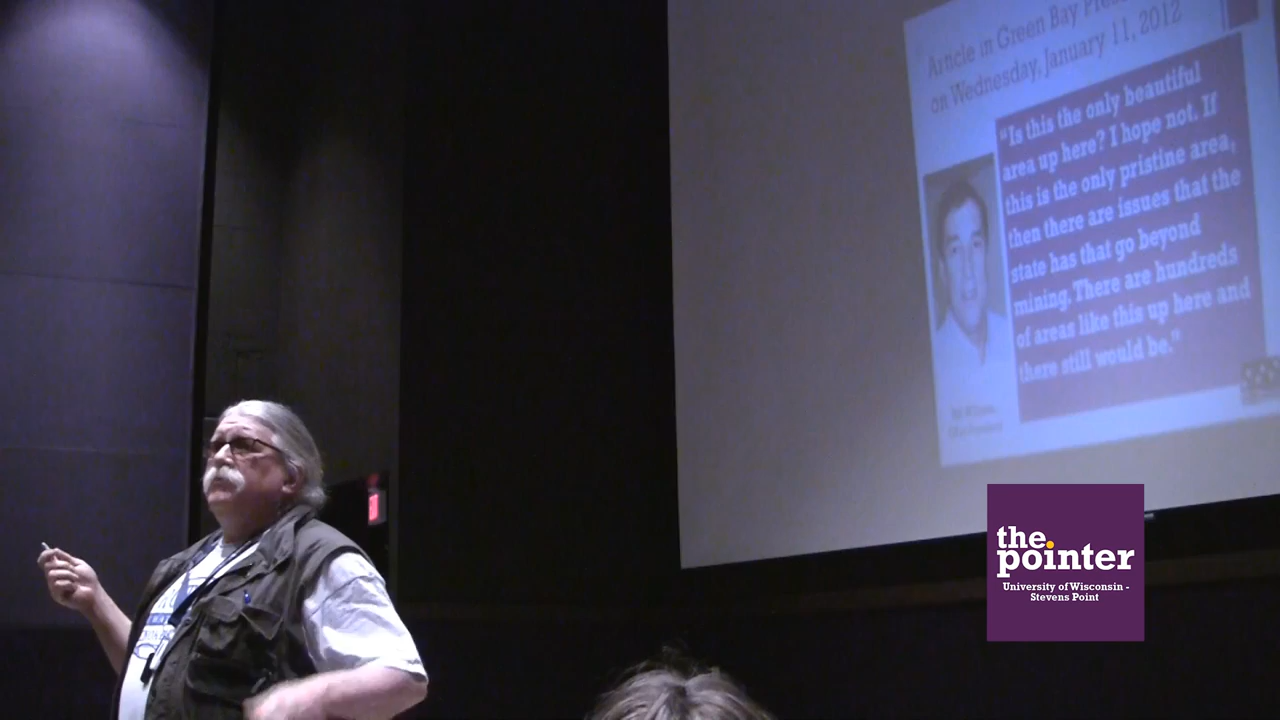 Article in Green Bay Press
on Wednesday, January 11, 2012
“Is this the only beautiful
area up here? I hope not. If
this is the only pristine area,
then there are issues that the
state has that go beyond
mining. There are hundreds
of areas like this up here and
there still would be.”
the.
pointer
University of Wisconsin -
Stevens Point